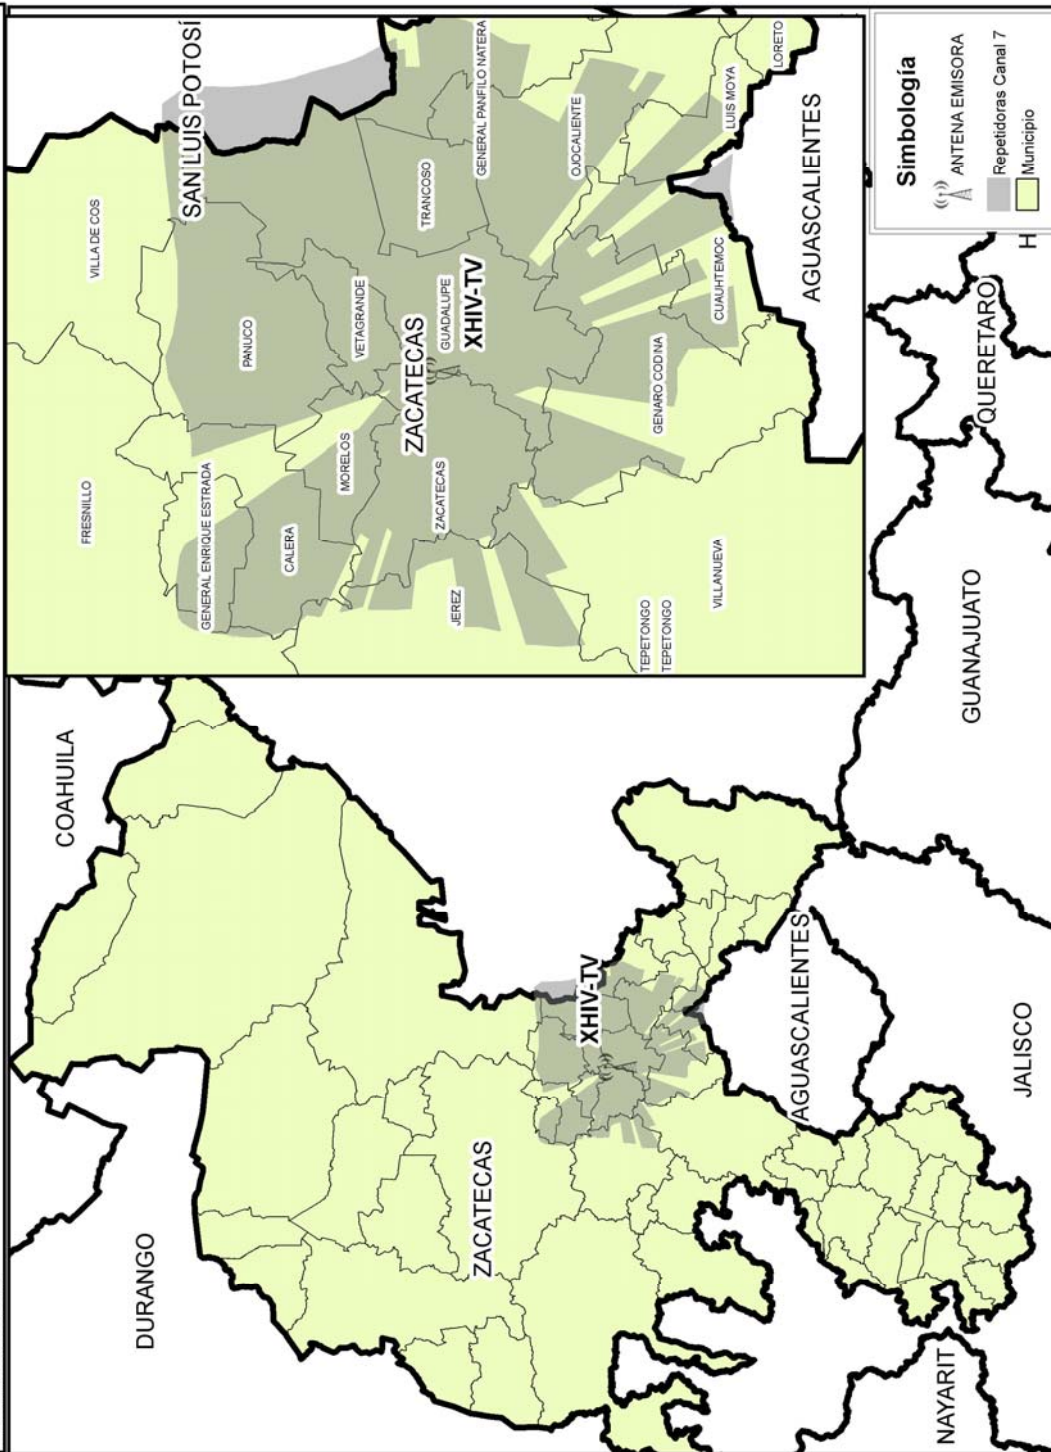 COAHUILA
DURANGO
ZACATECAS
XHIV-TV
AGUASCALIENTES
JALISCO
NAYARIT
GUANAJUATO
QUERETARO
H
SAN LUIS POTOSÍ
VILLA DE COS
FRESNILLO
PANUCO
GENERAL ENRIQUE ESTRADA
CALERA
MORELOS
VETAGRANDE
ZACATECAS
GUADALUPE
XHIV-TV
TRANCOSO
GENERAL PANFILO NATERA
ZACATECAS
JEREZ
OJOCALIENTE
GENARO CODINA
CUAUHTEMOC
LUIS MOYA
LORETO
TEPETONGO
TEPETONGO
VILLANUEVA
AGUASCALIENTES
Simbología
ANTENA EMISORA
Repetidoras Canal 7
Municipio